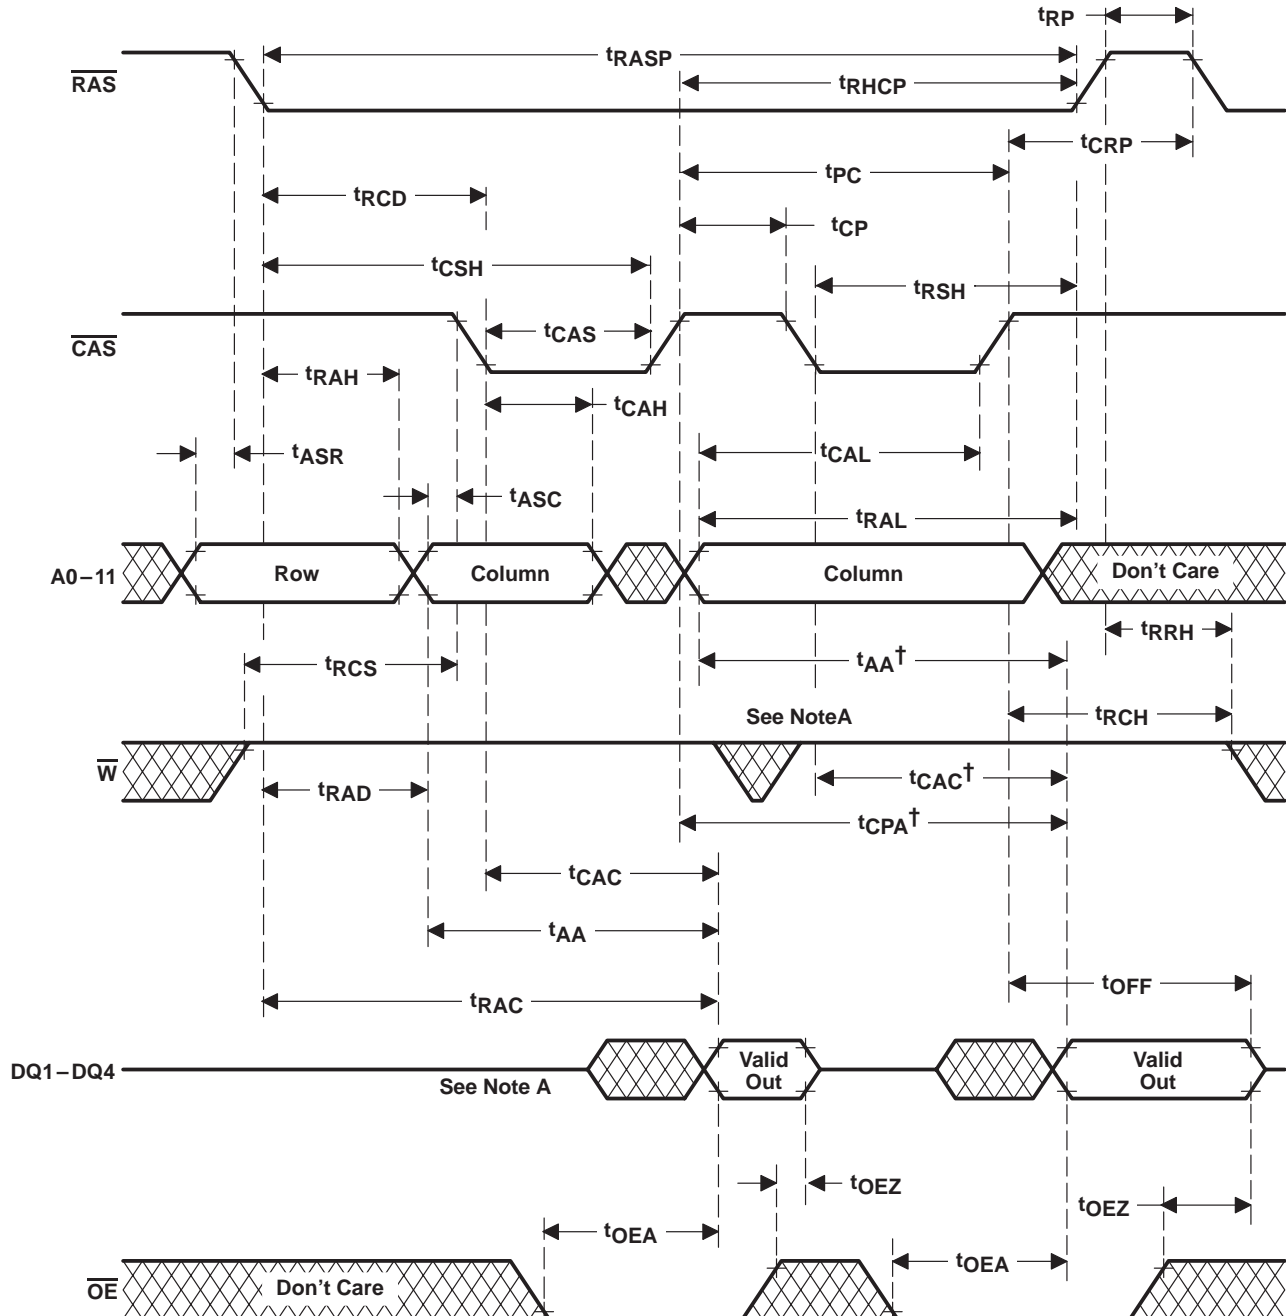 tRP
tRASP
RAS
tRHCP
tCRP
tPC
tRCD
tCP
tCSH
tRSH
tCAS
CAS
tRAH
tCAH
tASR
tCAL
tASC
tRAL
A0–11
Row
Column
Column
Don't Care
tRRH
tRCS
tAA†
See NoteA
tRCH
W
tCAC†
tRAD
tCPA†
tCAC
tAA
tOFF
tRAC
DQ1–DQ4
See Note A
Valid
Out
Valid
Out
tOEZ
tOEZ
tOEA
tOEA
OE
Don't Care